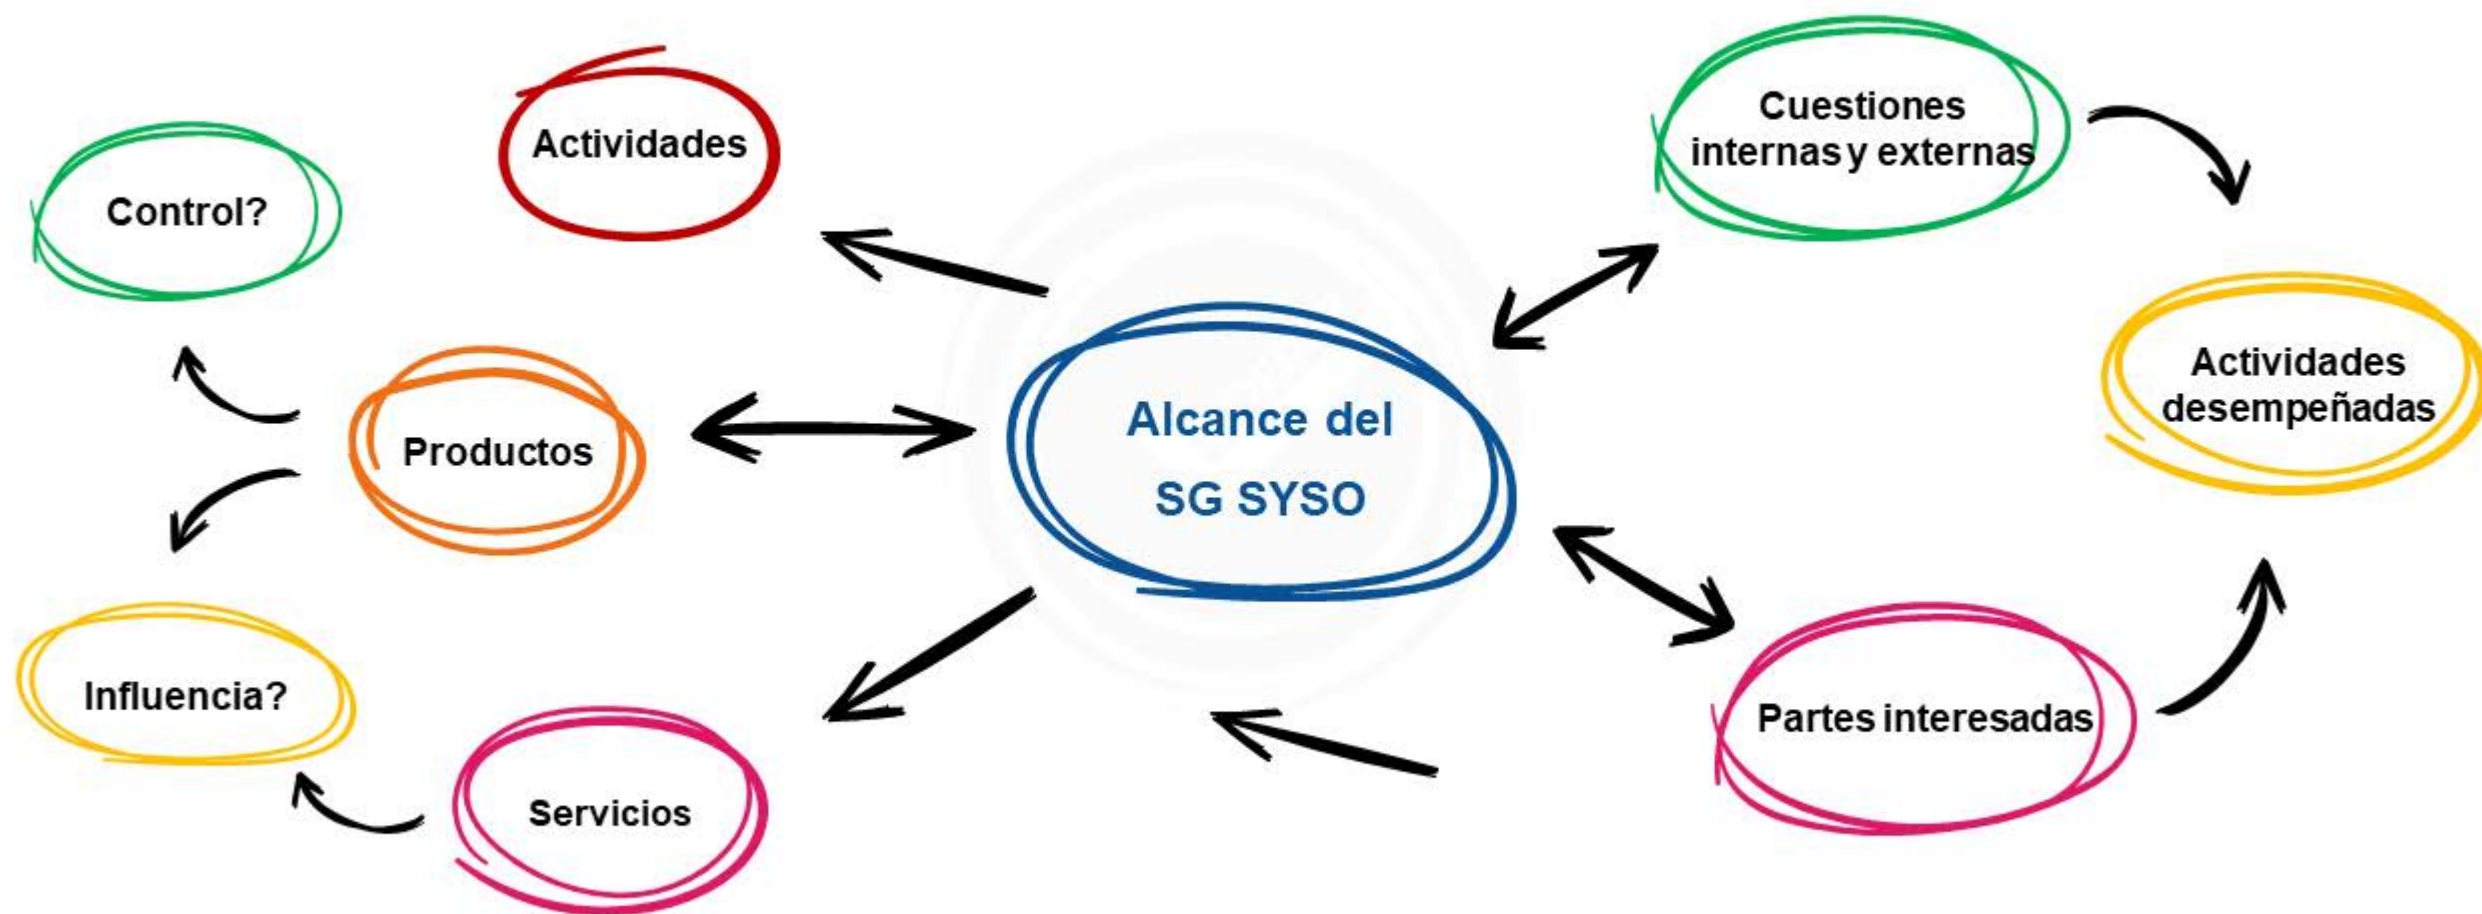 Actividades
Control?
Productos
Influencia?
Servicios
Alcance del
SG SYSO
Cuestiones
internas y externas
Actividades
desempeñadas
Partes interesadas